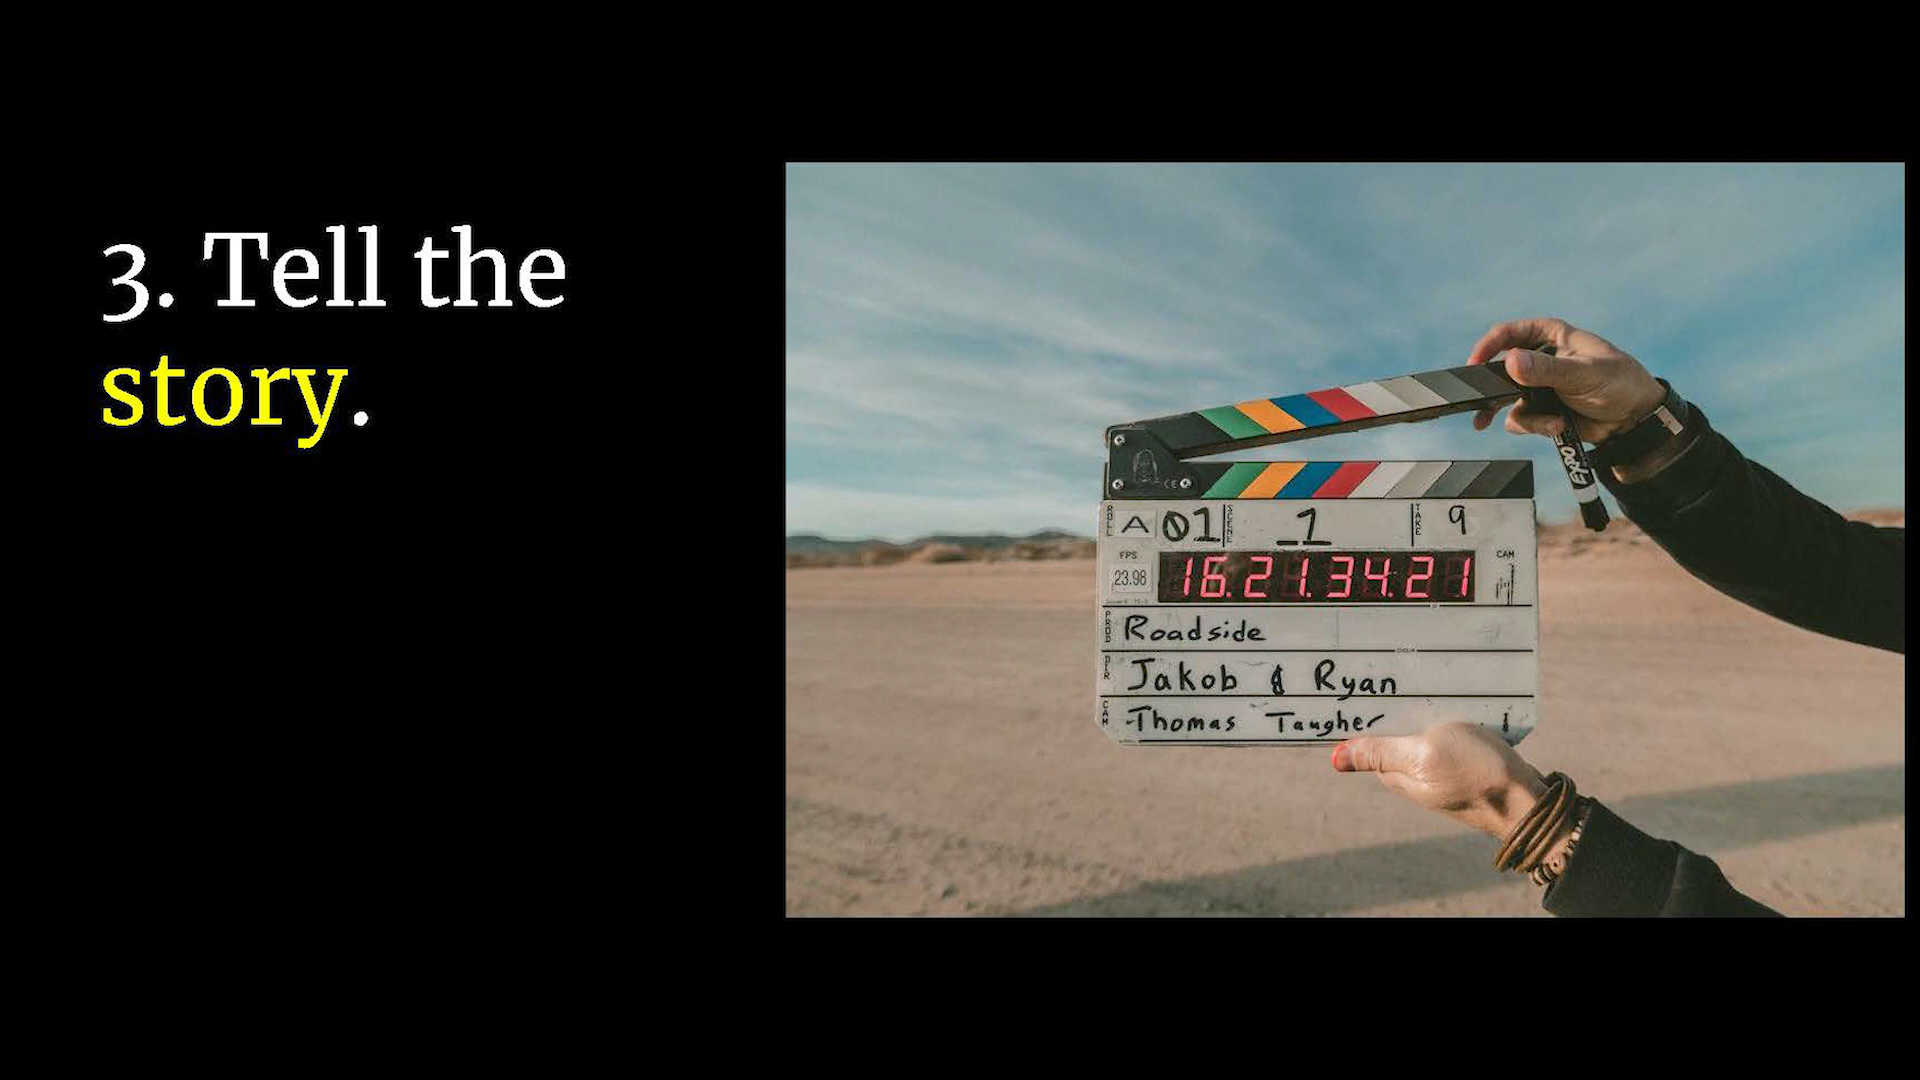 3. Tell the
story.
EXPO
CE
ROLL A 01 SCENE 1 TAKE 9
FPS CAM
23.98 16.21.34.21
PROD Roadside
DIR Jakob & Ryan
CAM Thomas Taugher